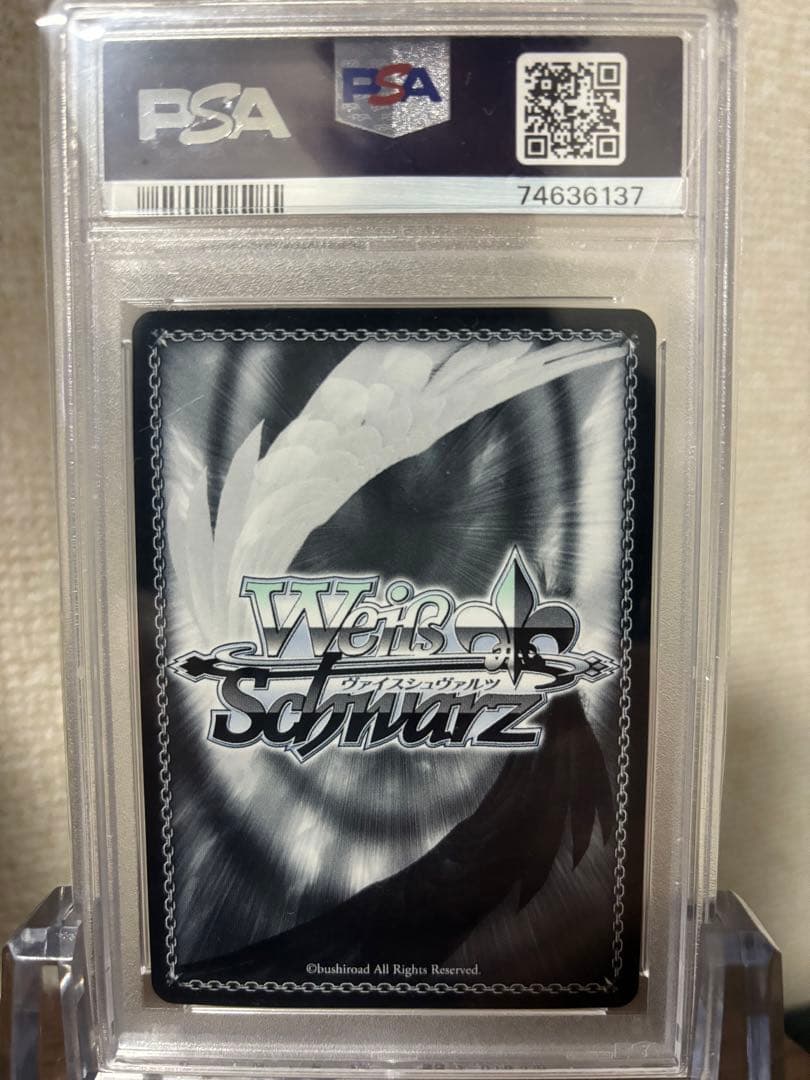 PSA
PSA
74636137
Weiß
ヴァイスシュヴァルツ
Schwarz
©bushiroad All Rights Reserved.